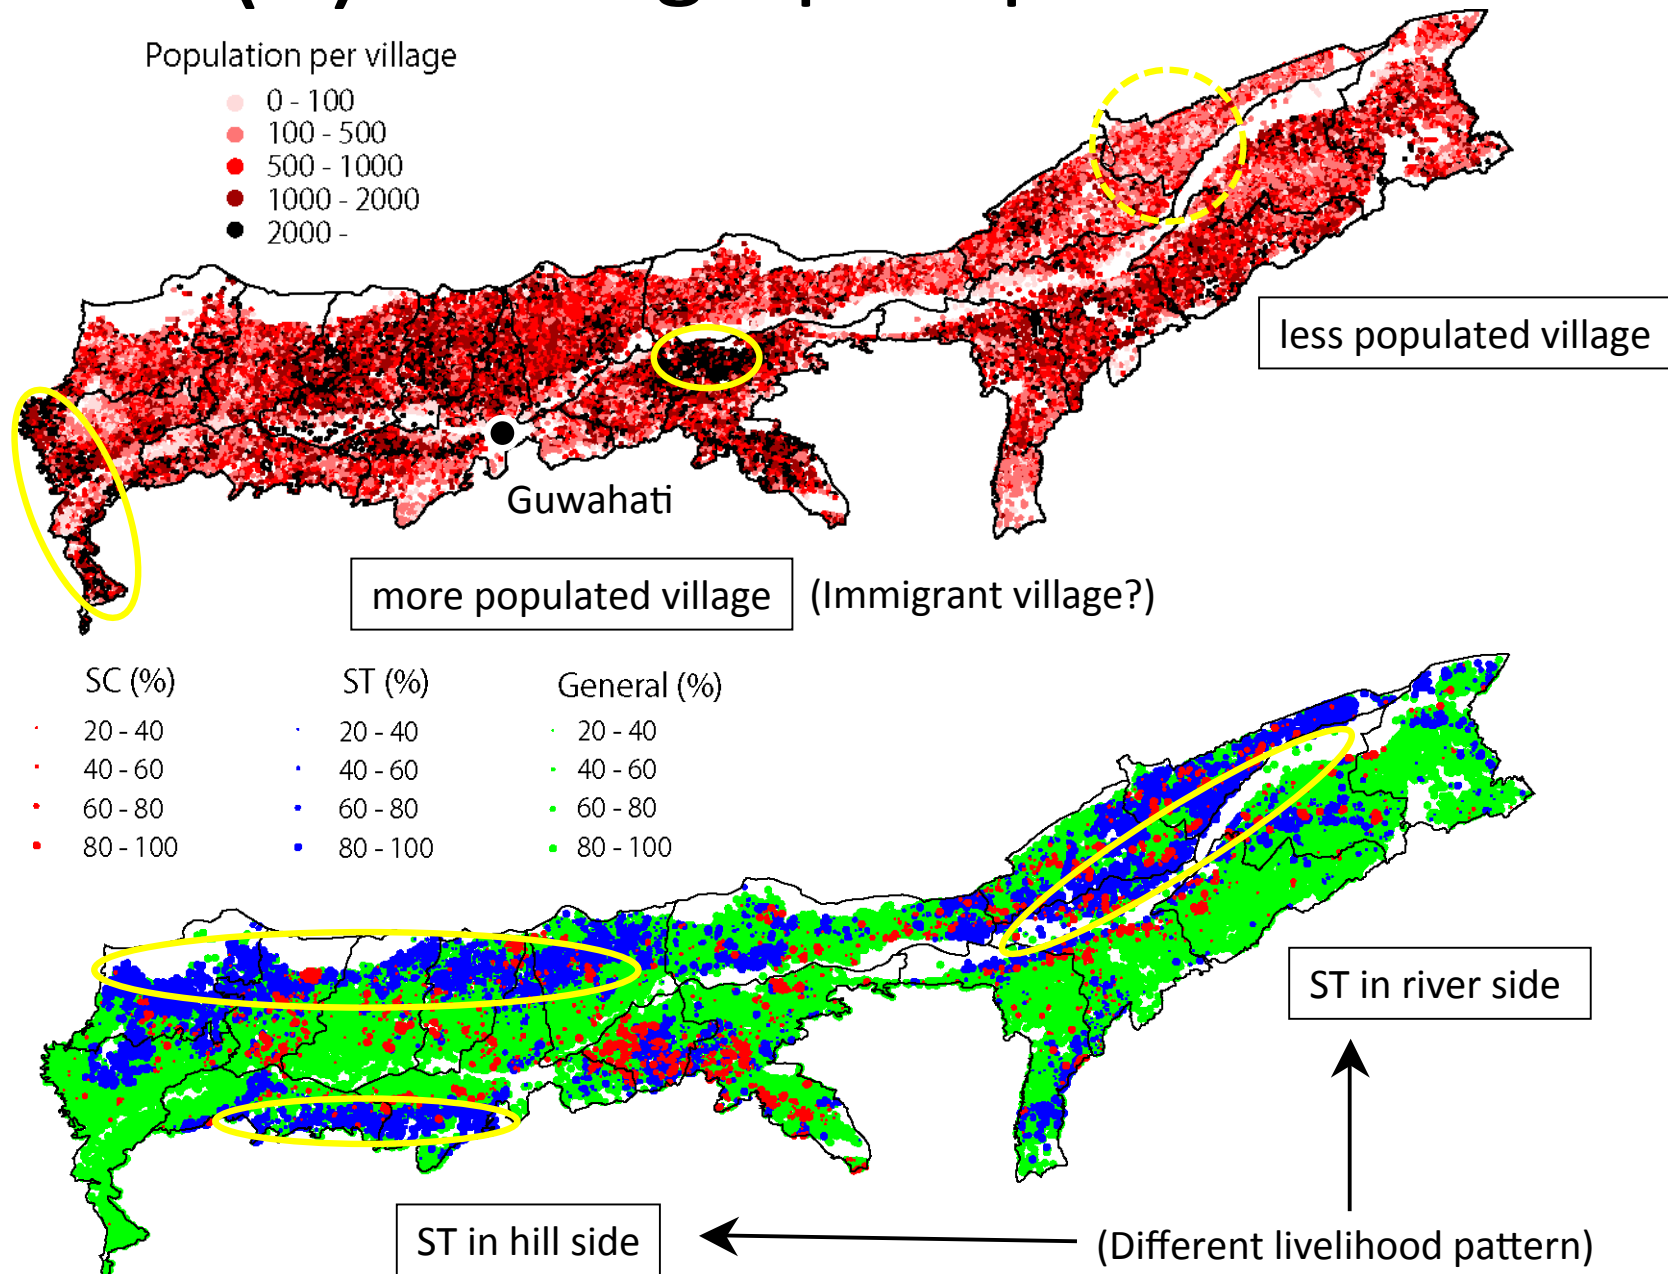 Population per village
0 - 100
100 - 500
500 - 1000
1000 - 2000
2000 -
less populated village
Guwahati
more populated village (Immigrant village?)
SC (%) ST (%) General (%)
20 - 40 20 - 40 20 - 40
40 - 60 40 - 60 40 - 60
60 - 80 60 - 80 60 - 80
80 - 100 80 - 100 80 - 100
ST in river side
ST in hill side
(Different livelihood pattern)